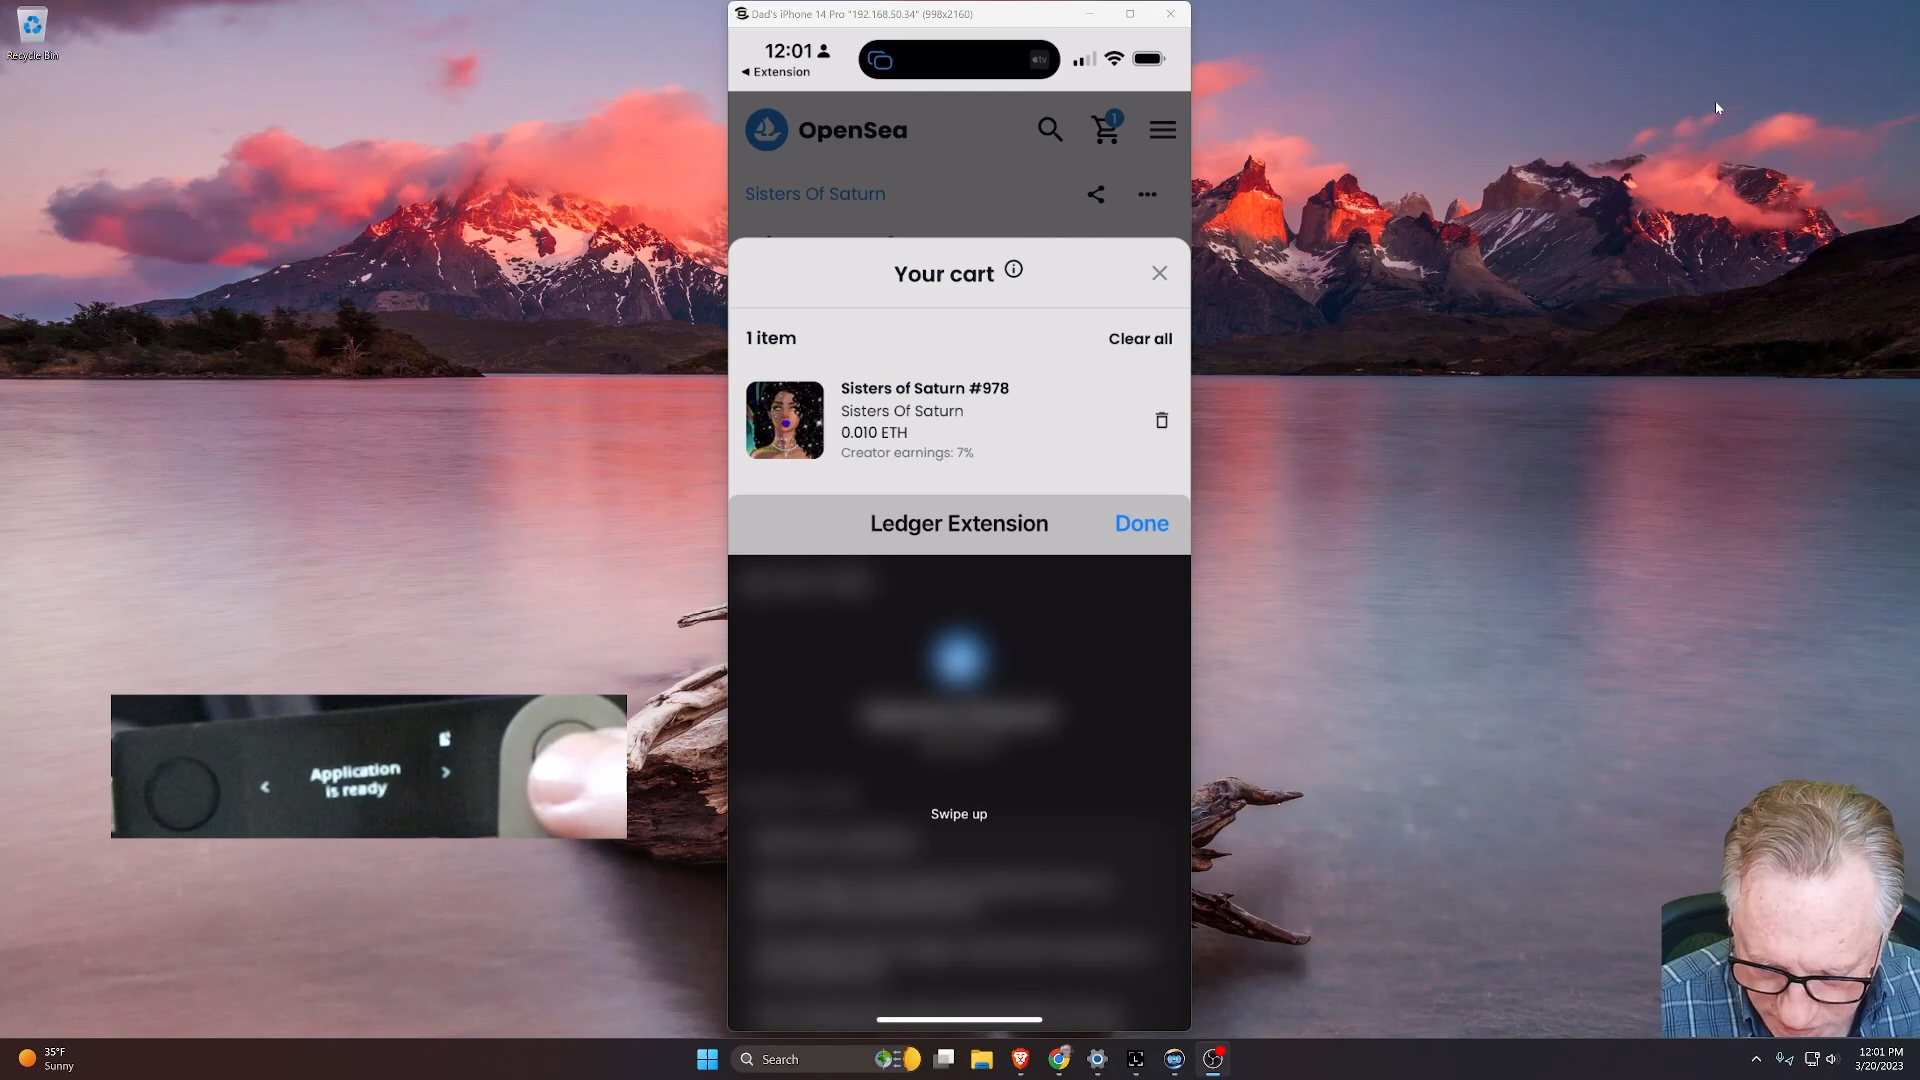 Recycle Bin
Dad's iPhone 14 Pro "192.168.50.34" (998x2160)
12:01
Extension
tv
OpenSea
1
Sisters Of Saturn
Your cart
1 item
Clear all
Sisters of Saturn #978
Sisters Of Saturn
0.010 ETH
Creator earnings: 7%
Ledger Extension
Done
Swipe up
Application
is ready
35°F
Sunny
Search
12:01 PM
3/20/2023